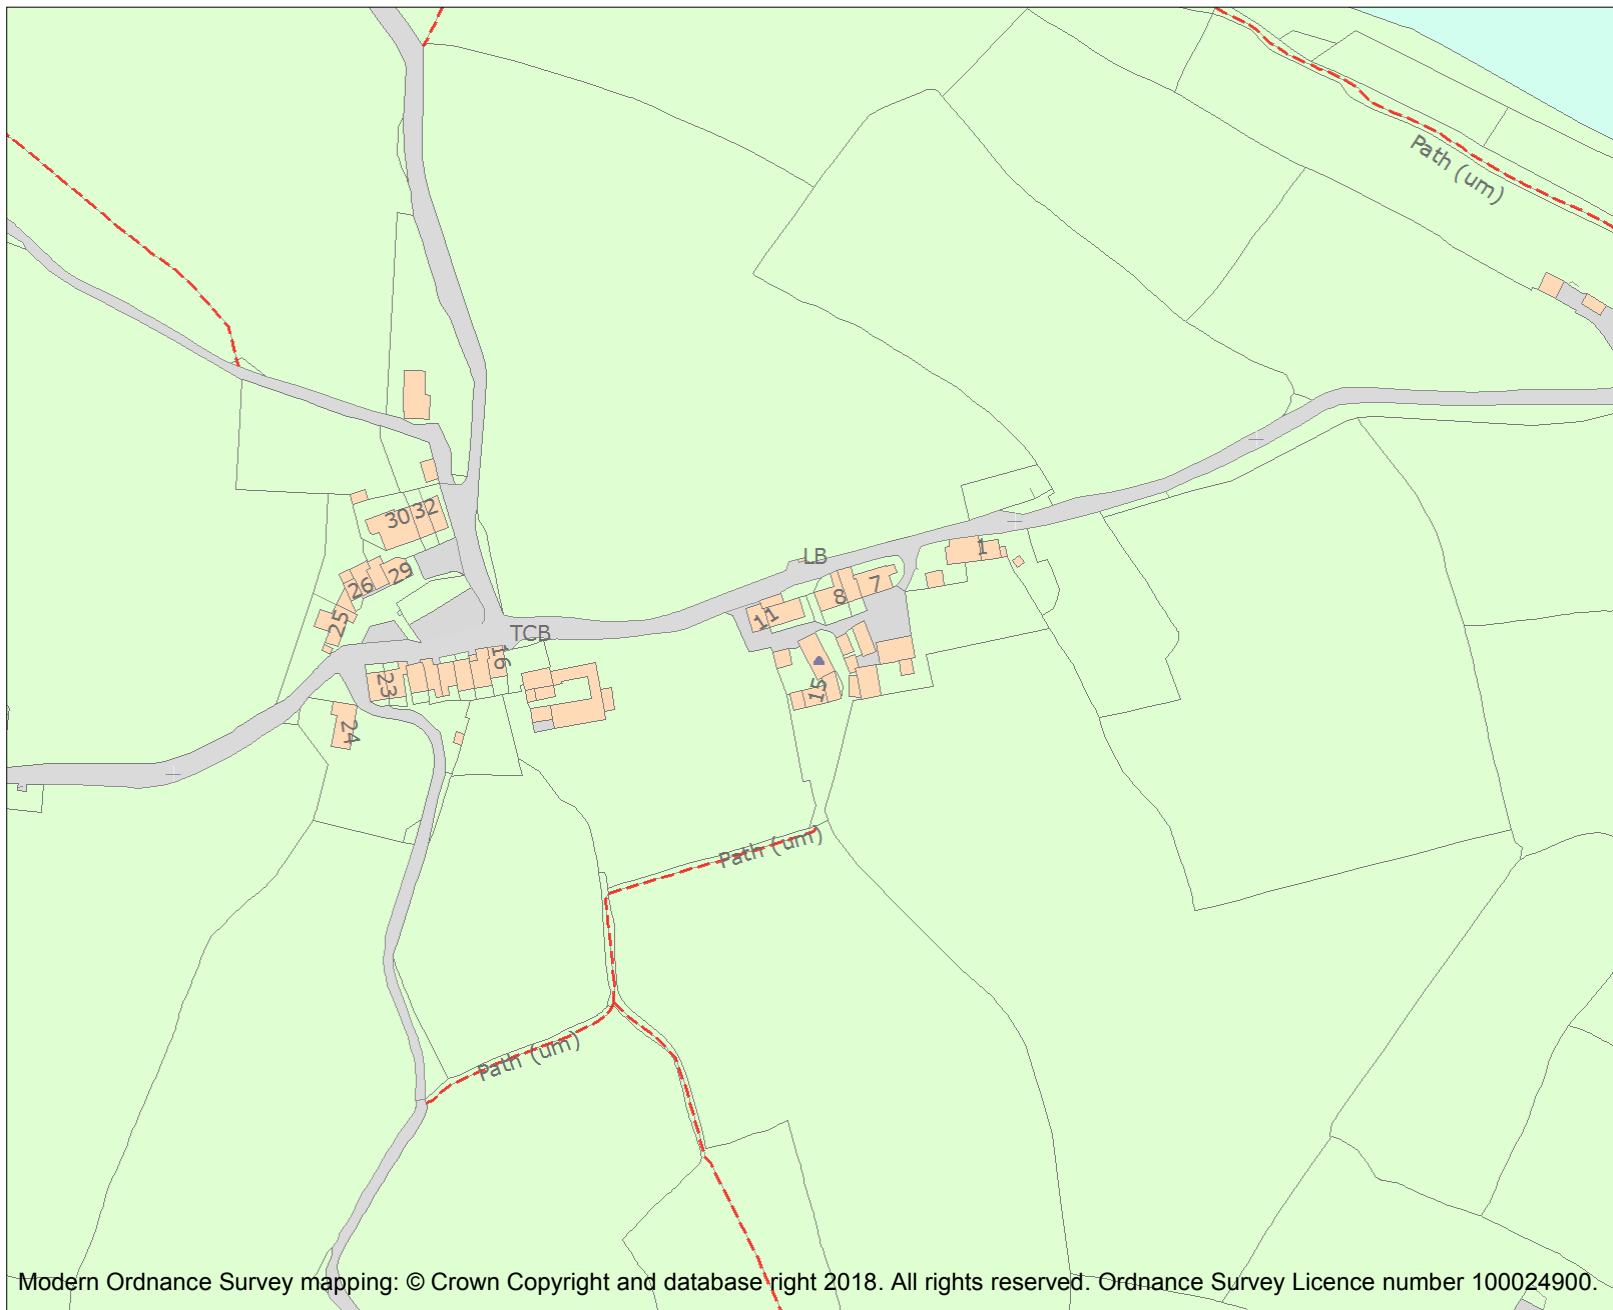 Path (um)
32
30
LB
1
29
7
26
8
11
25
TCB
16
23
15
24
Path (um)
Path (um)
Modern Ordnance Survey mapping: © Crown Copyright and database right 2018. All rights reserved. Ordnance Survey Licence number 100024900.